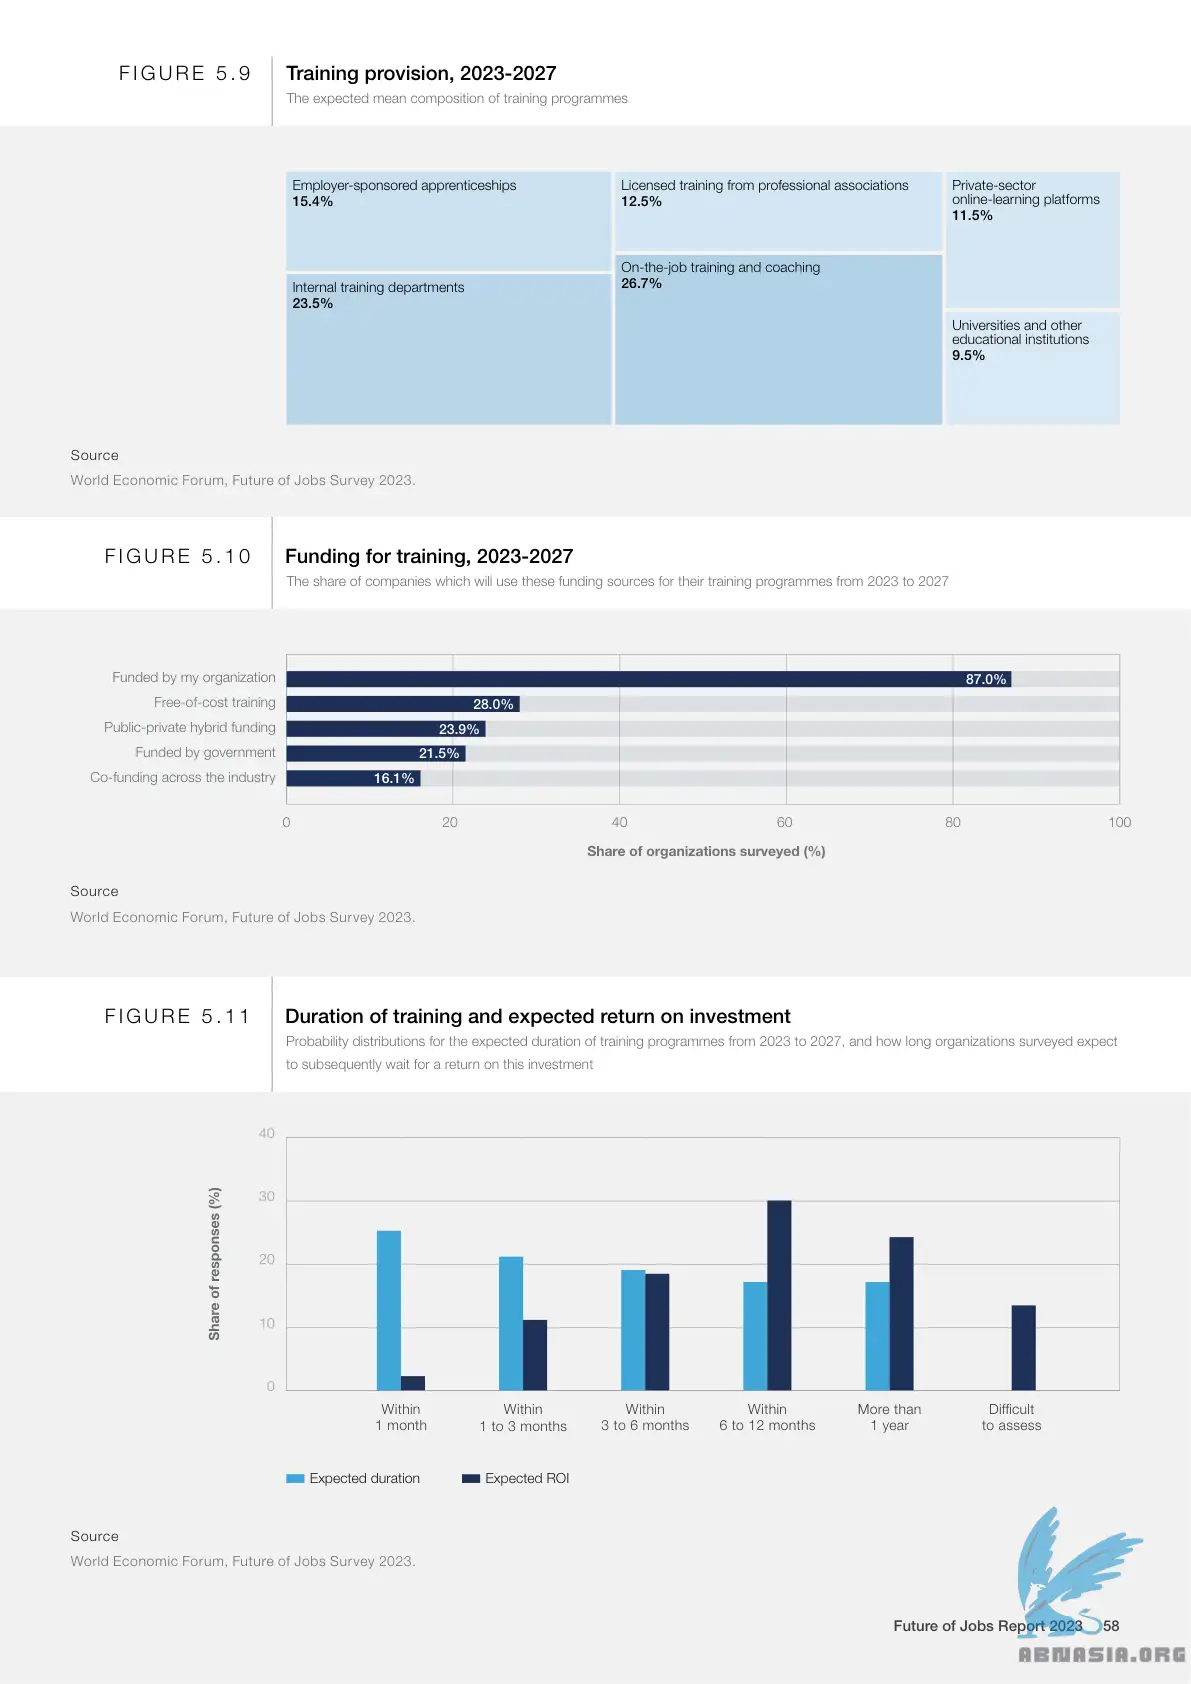 FIGURE 5.9
Training provision, 2023-2027
The expected mean composition of training programmes
Employer-sponsored apprenticeships
15.4%
Internal training departments
23.5%
Licensed training from professional associations
12.5%
On-the-job training and coaching
26.7%
Private-sector
online-learning platforms
11.5%
Universities and other
educational institutions
9.5%
Source
World Economic Forum, Future of Jobs Survey 2023.
FIGURE 5.10
Funding for training, 2023-2027
The share of companies which will use these funding sources for their training programmes from 2023 to 2027
Funded by my organization 87.0%
Free-of-cost training 28.0%
Public-private hybrid funding 23.9%
Funded by government 21.5%
Co-funding across the industry 16.1%
0 20 40 60 80 100
Share of organizations surveyed (%)
Source
World Economic Forum, Future of Jobs Survey 2023.
FIGURE 5.11
Duration of training and expected return on investment
Probability distributions for the expected duration of training programmes from 2023 to 2027, and how long organizations surveyed expect
to subsequently wait for a return on this investment
Share of responses (%)
40
30
20
10
0
Within
1 month
Within
1 to 3 months
Within
3 to 6 months
Within
6 to 12 months
More than
1 year
Difficult
to assess
Expected duration
Expected ROI
Source
World Economic Forum, Future of Jobs Survey 2023.
Future of Jobs Report 2023 58
ABNASIA.ORG